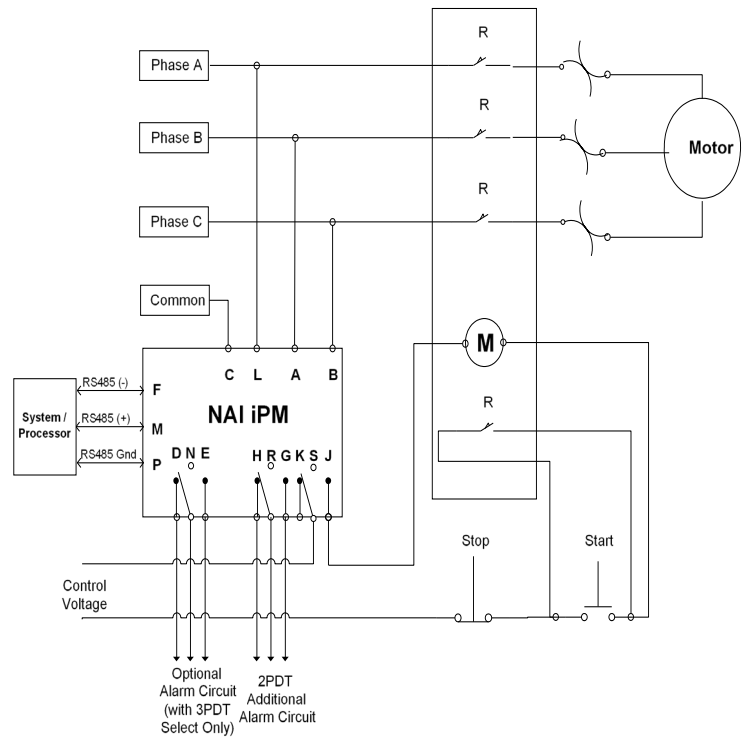 R
Phase A
R
Phase B
Motor
R
Phase C
Common
M
C L A B
RS485 (-)
F
NAI iPM
R
System /
Processor
RS485 (+)
M
RS485 Gnd
P
D N E
H R G K S J
Stop
Start
Control
Voltage
Optional
Alarm Circuit
(with 3PDT
Select Only)
2PDT
Additional
Alarm Circuit